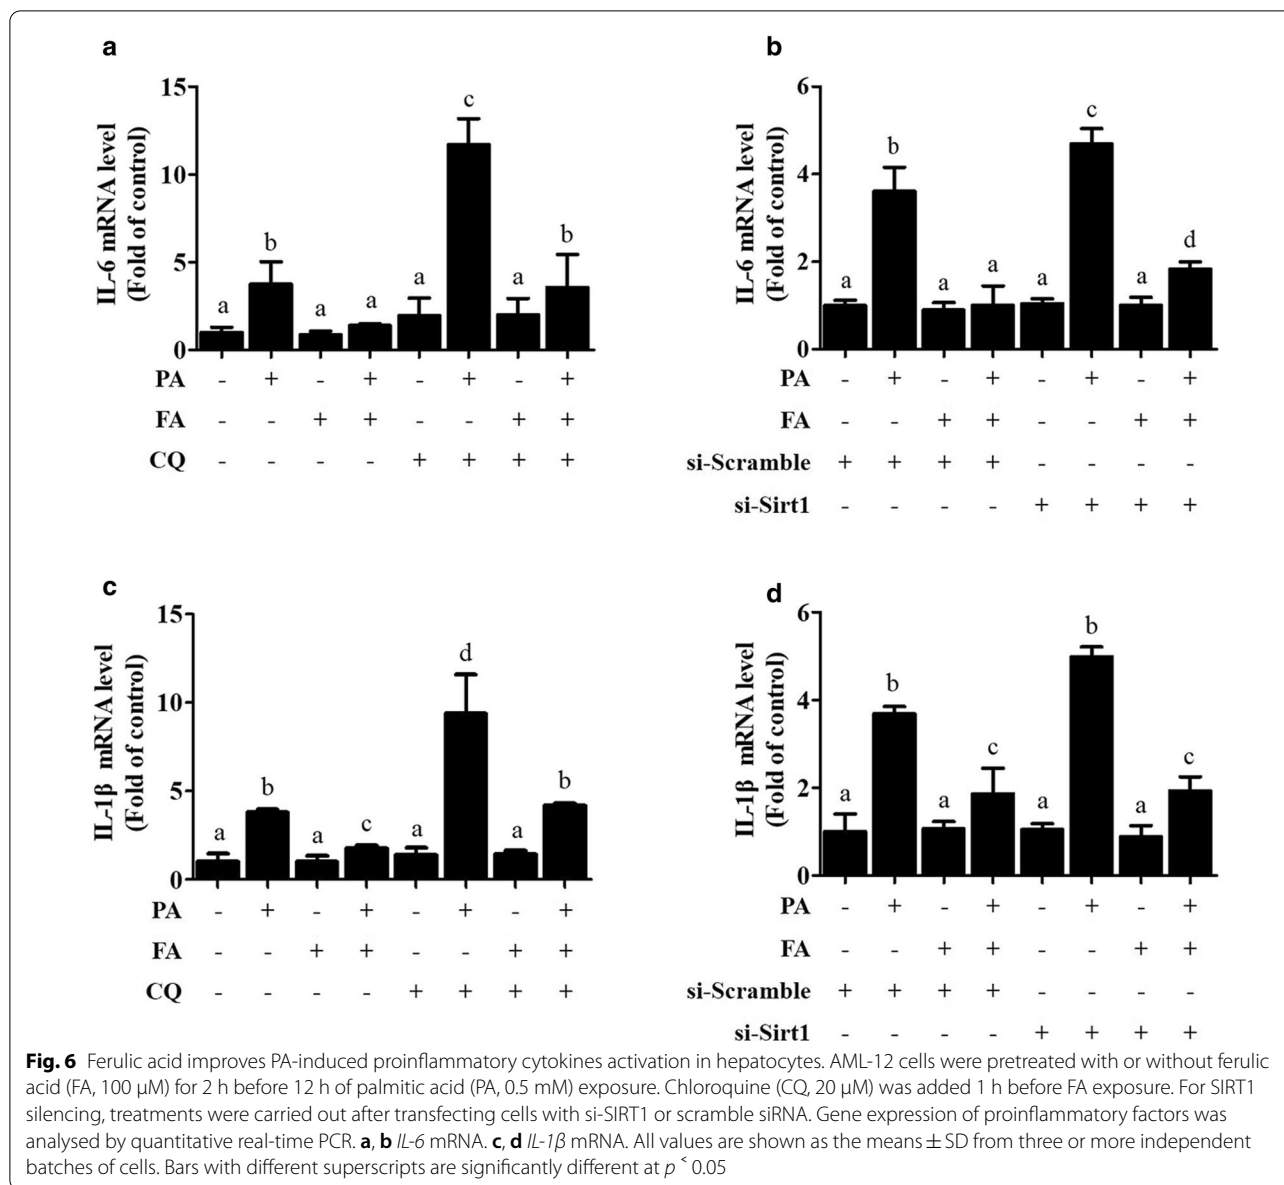 a
IL-6 mRNA level
(Fold of control)
15
10
5
0
a b a a a c a b
PA - + - + - + - +
FA - - + + - - + +
CQ - - - - + + + +
b
IL-6 mRNA level
(Fold of control)
6
4
2
0
a b a a a c a d
PA - + - + - + - +
FA - - + + - - + +
si-Scramble + + + + - - - -
si-Sirt1 - - - - + + + +
c
IL-1β mRNA level
(Fold of control)
15
10
5
0
a b a c a d a b
PA - + - + - + - +
FA - - + + - - + +
CQ - - - - + + + +
d
IL-1β mRNA level
(Fold of control)
6
4
2
0
a b a c a b a c
PA - + - + - + - +
FA - - + + - - + +
si-Scramble + + + + - - - -
si-Sirt1 - - - - + + + +
Fig. 6 Ferulic acid improves PA-induced proinflammatory cytokines activation in hepatocytes. AML-12 cells were pretreated with or without ferulic
acid (FA, 100 µM) for 2 h before 12 h of palmitic acid (PA, 0.5 mM) exposure. Chloroquine (CQ, 20 µM) was added 1 h before FA exposure. For SIRT1
silencing, treatments were carried out after transfecting cells with si-SIRT1 or scramble siRNA. Gene expression of proinflammatory factors was
analysed by quantitative real-time PCR. a, b IL-6 mRNA. c, d IL-1β mRNA. All values are shown as the means ± SD from three or more independent
batches of cells. Bars with different superscripts are significantly different at p < 0.05